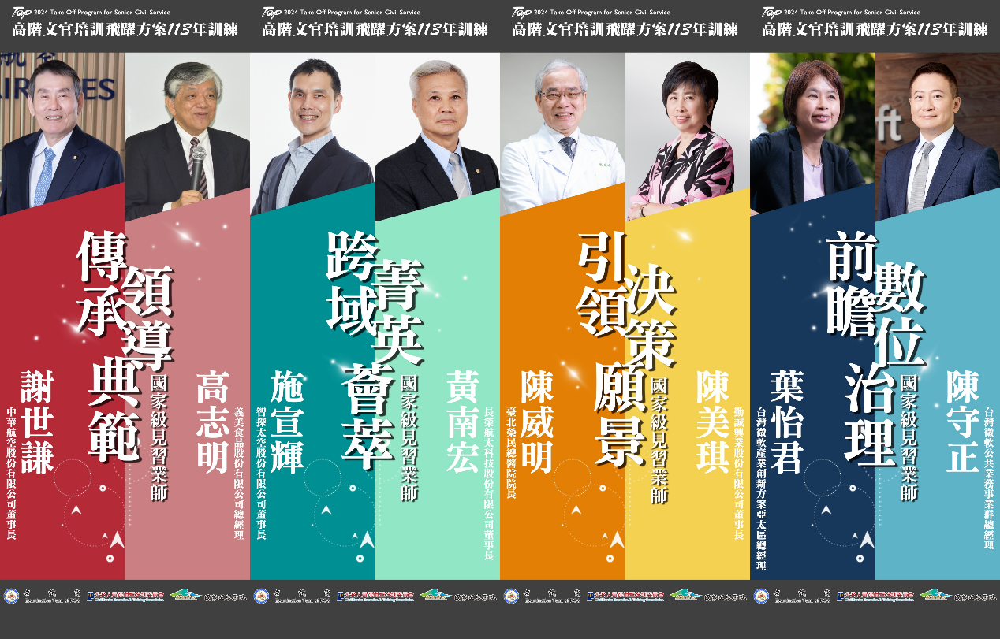 Top 2024 Take-Off Program for Senior Civil Service
高階文官培訓飛躍方案113年訓練
傳承
領導
典範
國家級見習業師
謝世謙
中華航空股份有限公司董事長
高志明
義美食品股份有限公司總經理
Top 2024 Take-Off Program for Senior Civil Service
高階文官培訓飛躍方案113年訓練
跨域
菁英
薈萃
國家級見習業師
施宣輝
智探太空股份有限公司董事長
黃南宏
長榮航太科技股份有限公司董事長
Top 2024 Take-Off Program for Senior Civil Service
高階文官培訓飛躍方案113年訓練
引領
決策
願景
國家級見習業師
陳威明
臺北榮民總醫院院長
陳美琪
勤誠興業股份有限公司董事長
Top 2024 Take-Off Program for Senior Civil Service
高階文官培訓飛躍方案113年訓練
前瞻
數位
治理
國家級見習業師
葉怡君
台灣微軟產業創新方案亞太區總經理
陳守正
台灣微軟公共業務事業群總經理